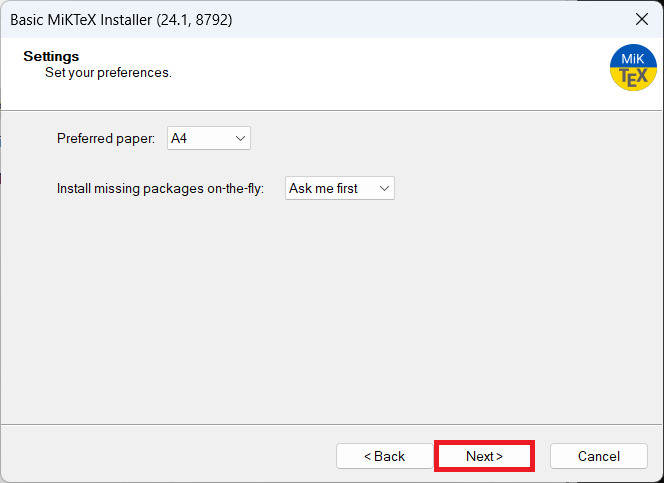 Basic MiKTeX Installer (24.1, 8792)
Settings
Set your preferences.
MiK
TEX
Preferred paper: A4
Install missing packages on-the-fly: Ask me first
< Back Next > Cancel